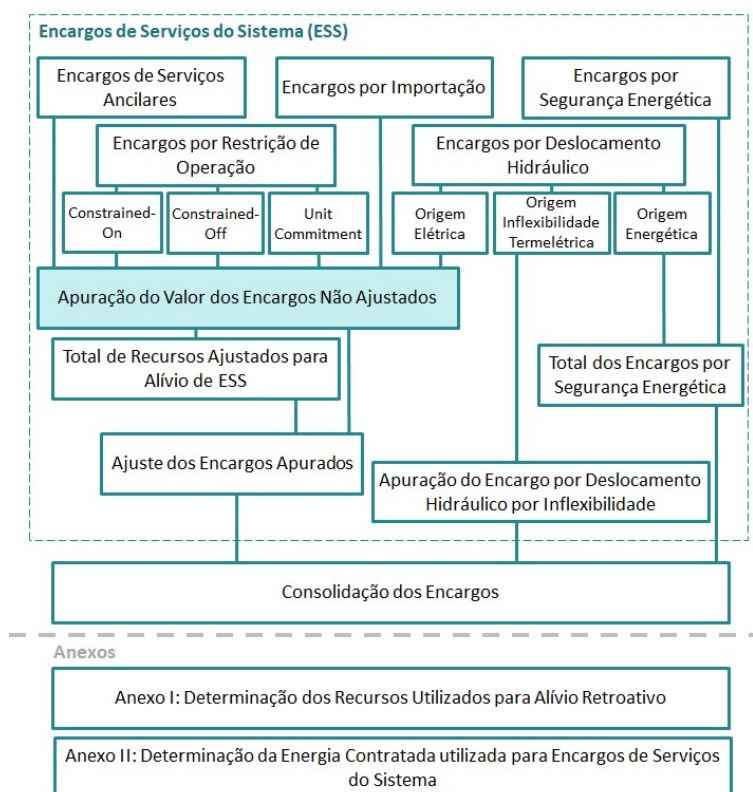 Encargos de Serviços do Sistema (ESS)
Encargos de Serviços
Ancilares
Encargos por Importação
Encargos por
Segurança Energética
Encargos por Restrição de
Operação
Encargos por Deslocamento
Hidráulico
Constrained-
On
Constrained-
Off
Unit
Commitment
Origem
Elétrica
Origem
Inflexibilidade
Termelétrica
Origem
Energética
Apuração do Valor dos Encargos Não Ajustados
Total de Recursos Ajustados para
Alívio de ESS
Total dos Encargos por
Segurança Energética
Ajuste dos Encargos Apurados
Apuração do Encargo por Deslocamento
Hidráulico por Inflexibilidade
Consolidação dos Encargos
Anexos
Anexo I: Determinação dos Recursos Utilizados para Alívio Retroativo
Anexo II: Determinação da Energia Contratada utilizada para Encargos de Serviços
do Sistema